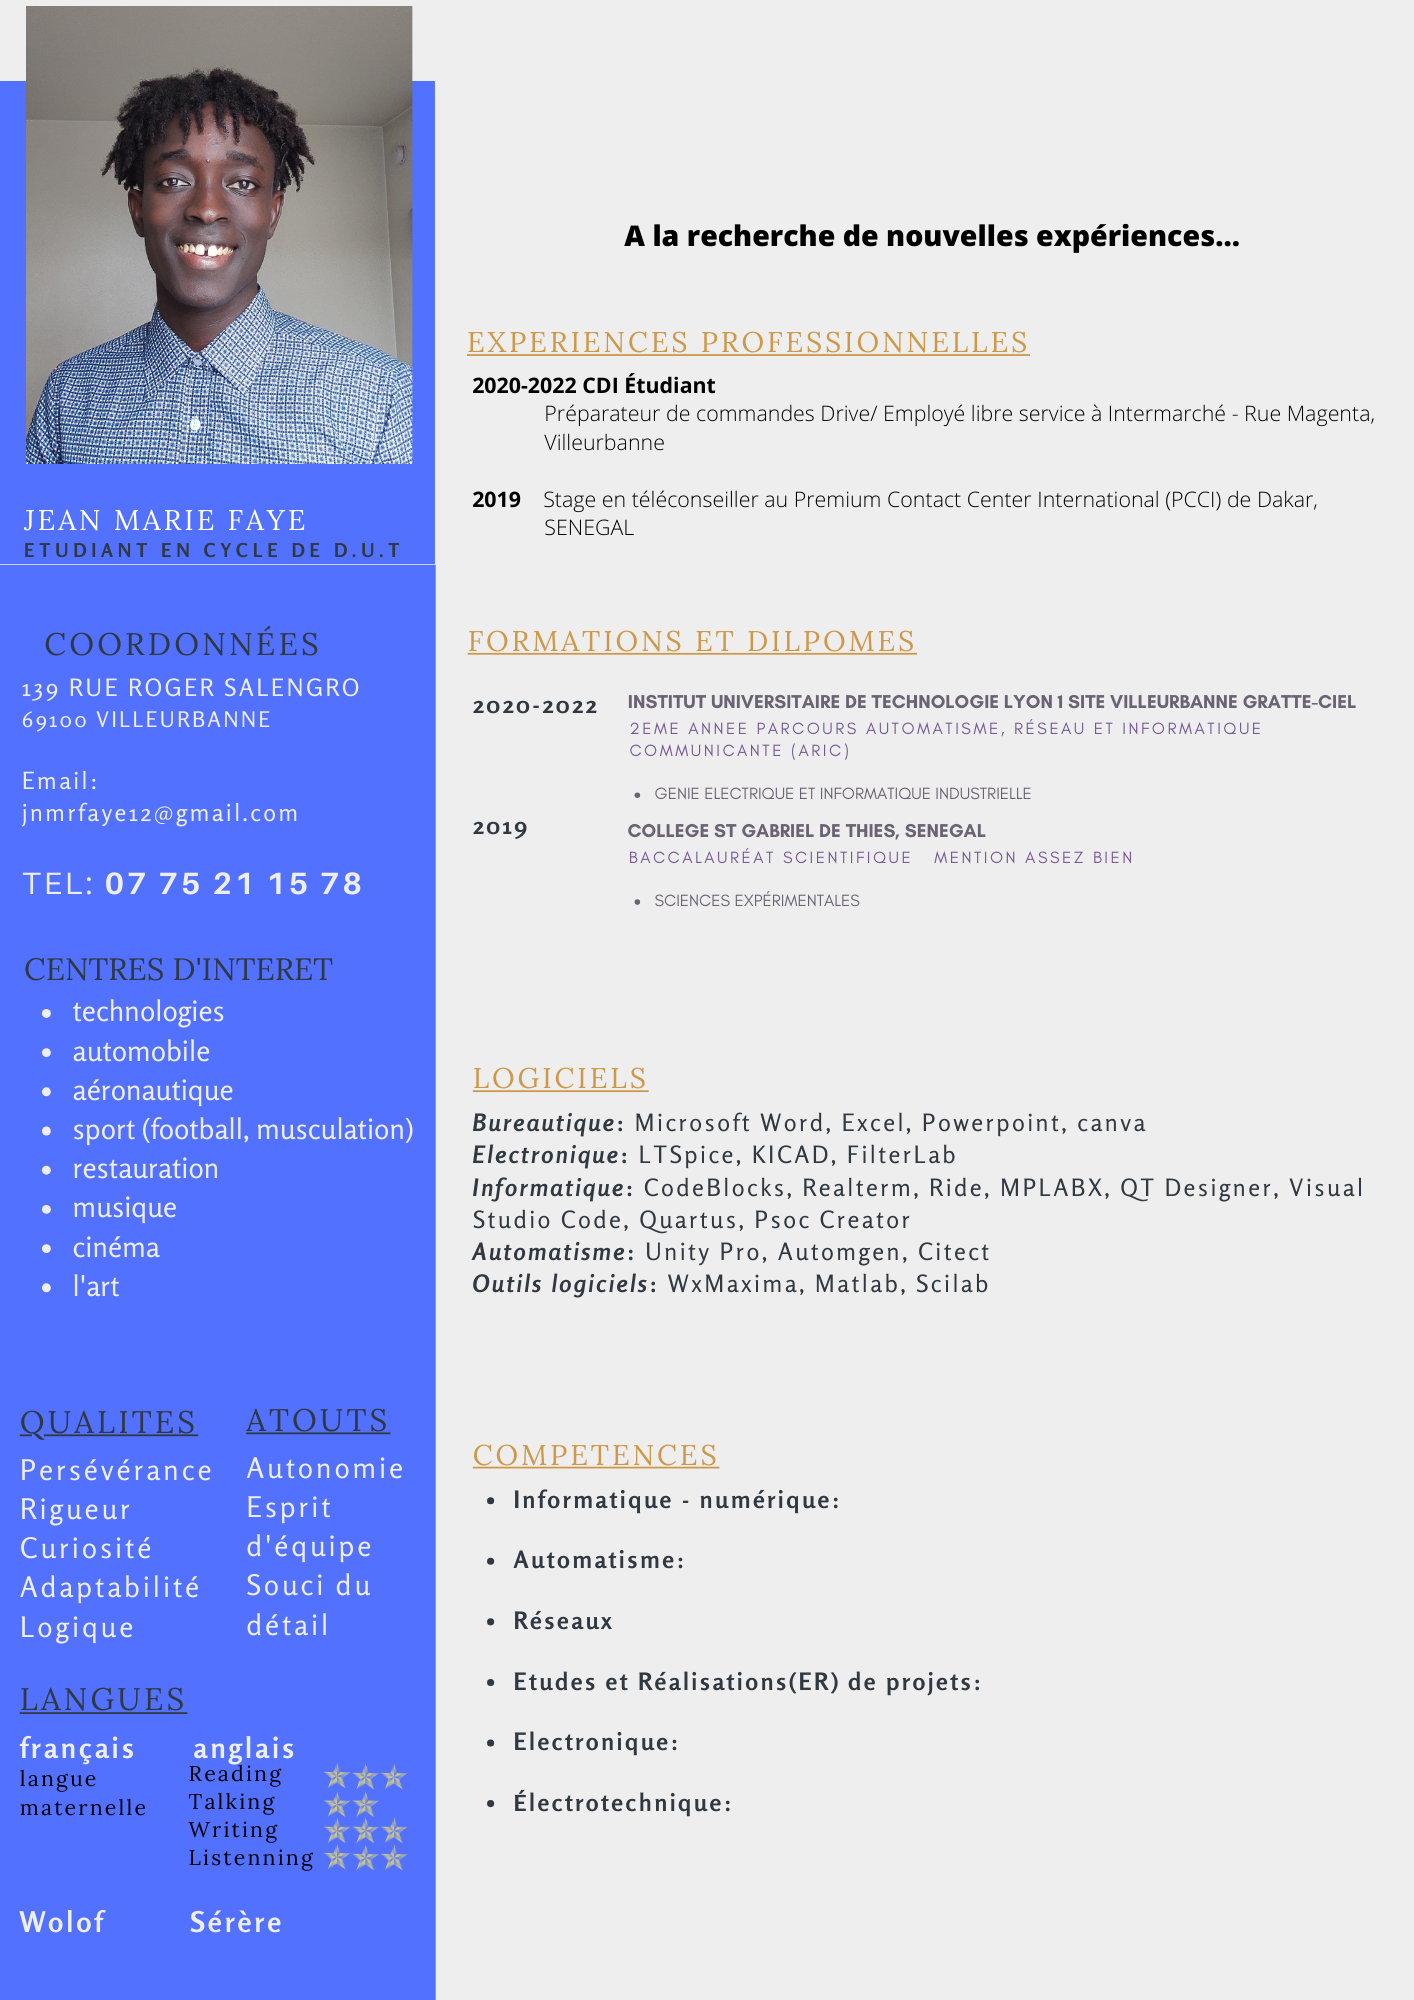 JEAN MARIE FAYE
ETUDIANT EN CYCLE DE D.U.T
COORDONNÉES
139 RUE ROGER SALENGRO
69100 VILLEURBANNE
Email:
jnmrfaye12@gmail.com
TEL: 07 75 21 15 78
CENTRES D'INTERET
• technologies
• automobile
• aéronautique
• sport (football, musculation)
• restauration
• musique
• cinéma
• l'art
QUALITES
Persévérance
Rigueur
Curiosité
Adaptabilité
Logique
ATOUTS
Autonomie
Esprit
d'équipe
Souci du
détail
LANGUES
français
langue
maternelle
anglais
Reading
Talking
Writing
Listenning
Wolof
Sérère
A la recherche de nouvelles expériences...
EXPERIENCES PROFESSIONNELLES
2020-2022 CDI Étudiant
Préparateur de commandes Drive/ Employé libre service à Intermarché - Rue Magenta,
Villeurbanne
2019 Stage en téléconseiller au Premium Contact Center International (PCCI) de Dakar,
SENEGAL
FORMATIONS ET DILPOMES
2020-2022 INSTITUT UNIVERSITAIRE DE TECHNOLOGIE LYON 1 SITE VILLEURBANNE GRATTE-CIEL
2EME ANNEE PARCOURS AUTOMATISME, RÉSEAU ET INFORMATIQUE
COMMUNICANTE (ARIC)
• GENIE ELECTRIQUE ET INFORMATIQUE INDUSTRIELLE
2019 COLLEGE ST GABRIEL DE THIES, SENEGAL
BACCALAURÉAT SCIENTIFIQUE MENTION ASSEZ BIEN
• SCIENCES EXPÉRIMENTALES
LOGICIELS
Bureautique: Microsoft Word, Excel, Powerpoint, canva
Electronique: LTSpice, KICAD, FilterLab
Informatique: CodeBlocks, Realterm, Ride, MPLABX, QT Designer, Visual
Studio Code, Quartus, Psoc Creator
Automatisme: Unity Pro, Automgen, Citect
Outils logiciels: WxMaxima, Matlab, Scilab
COMPETENCES
• Informatique - numérique:
• Automatisme:
• Réseaux
• Etudes et Réalisations(ER) de projets:
• Electronique:
• Électrotechnique: